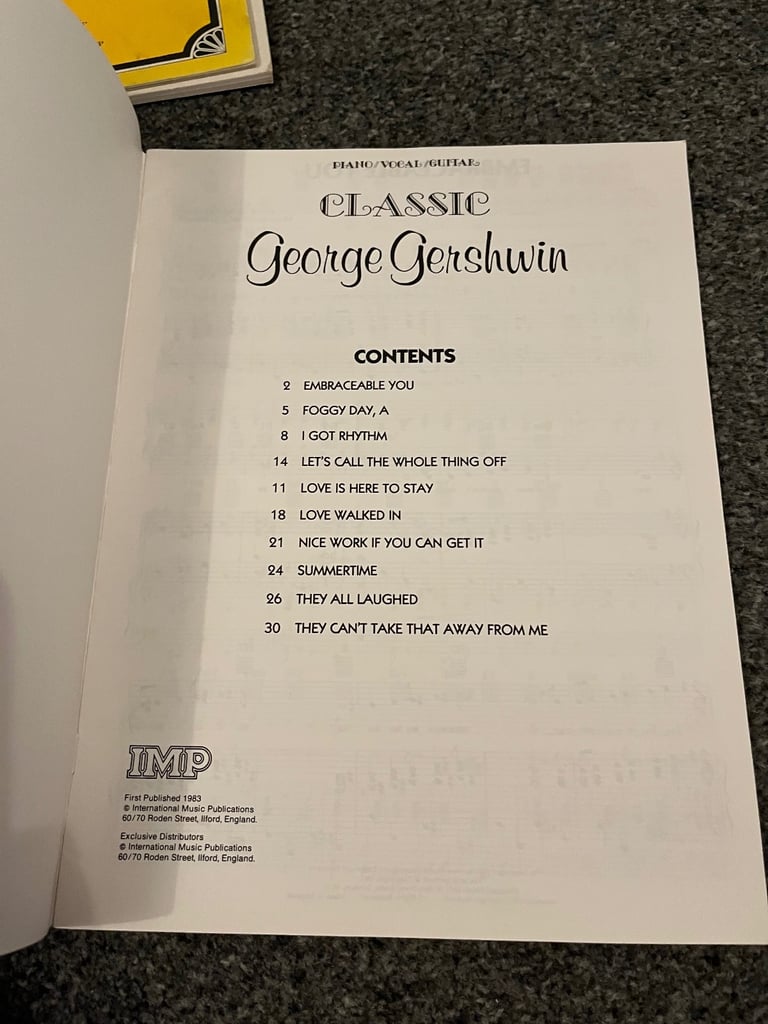 PIANO/VOCAL/GUITAR
CLASSIC
George Gershwin
CONTENTS
2 EMBRACEABLE YOU
5 FOGGY DAY, A
8 I GOT RHYTHM
14 LET'S CALL THE WHOLE THING OFF
11 LOVE IS HERE TO STAY
18 LOVE WALKED IN
21 NICE WORK IF YOU CAN GET IT
24 SUMMERTIME
26 THEY ALL LAUGHED
30 THEY CAN'T TAKE THAT AWAY FROM ME
IMP
First Published 1983
© International Music Publications
60/70 Roden Street, Ilford, England.
Exclusive Distributors
© International Music Publications
60/70 Roden Street, Ilford, England.